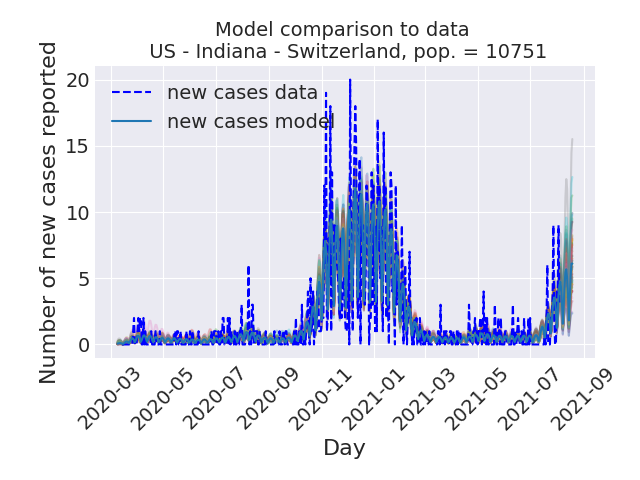 Model comparison to data
US - Indiana - Switzerland, pop. = 10751
Number of new cases reported
20
15
10
5
0
new cases data
new cases model
2020-03
2020-05
2020-07
2020-09
2020-11
2021-01
2021-03
2021-05
2021-07
2021-09
Day